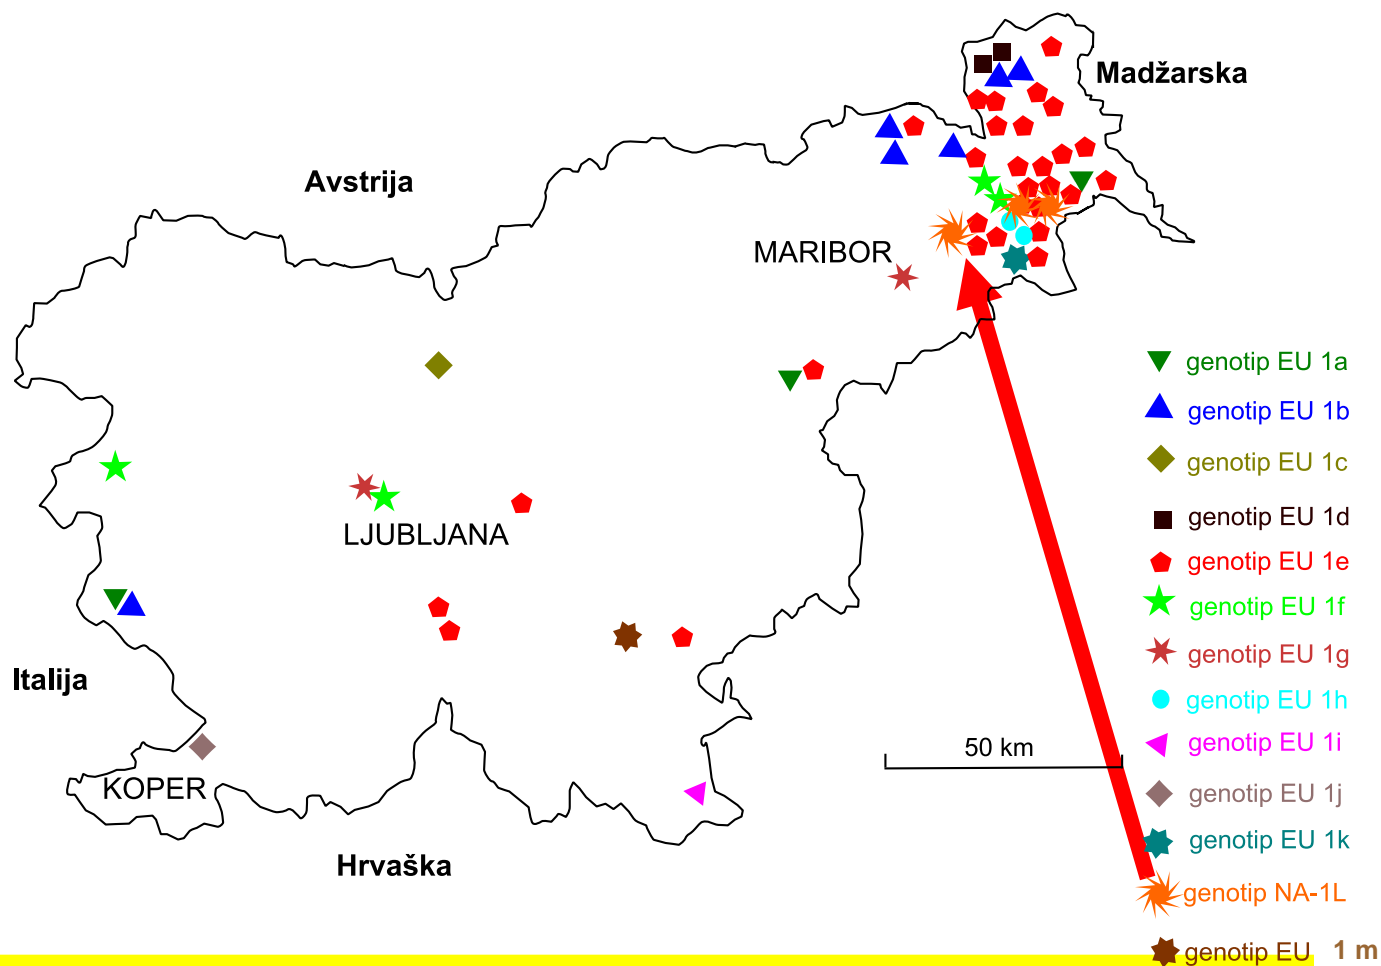 Madžarska
Avstrija
MARIBOR
genotip EU 1a
genotip EU 1b
genotip EU 1c
LJUBLJANA
genotip EU 1d
genotip EU 1e
genotip EU 1f
genotip EU 1g
Italija
genotip EU 1h
50 km
genotip EU 1i
KOPER
genotip EU 1j
genotip EU 1k
Hrvaška
genotip NA-1L
genotip EU 1 m